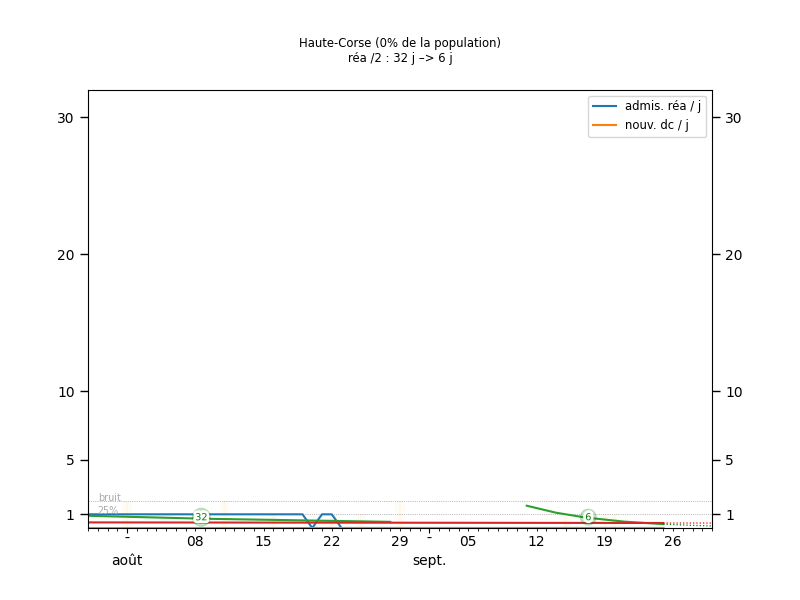 Haute-Corse (0% de la population)
réa /2 : 32 j –> 6 j
admis. réa / j
nouv. dc / j
30
30
20
20
10
10
5
5
bruit
25%
1
1
32
6
- 08 15 22 29 - 05 12 19 26
août sept.